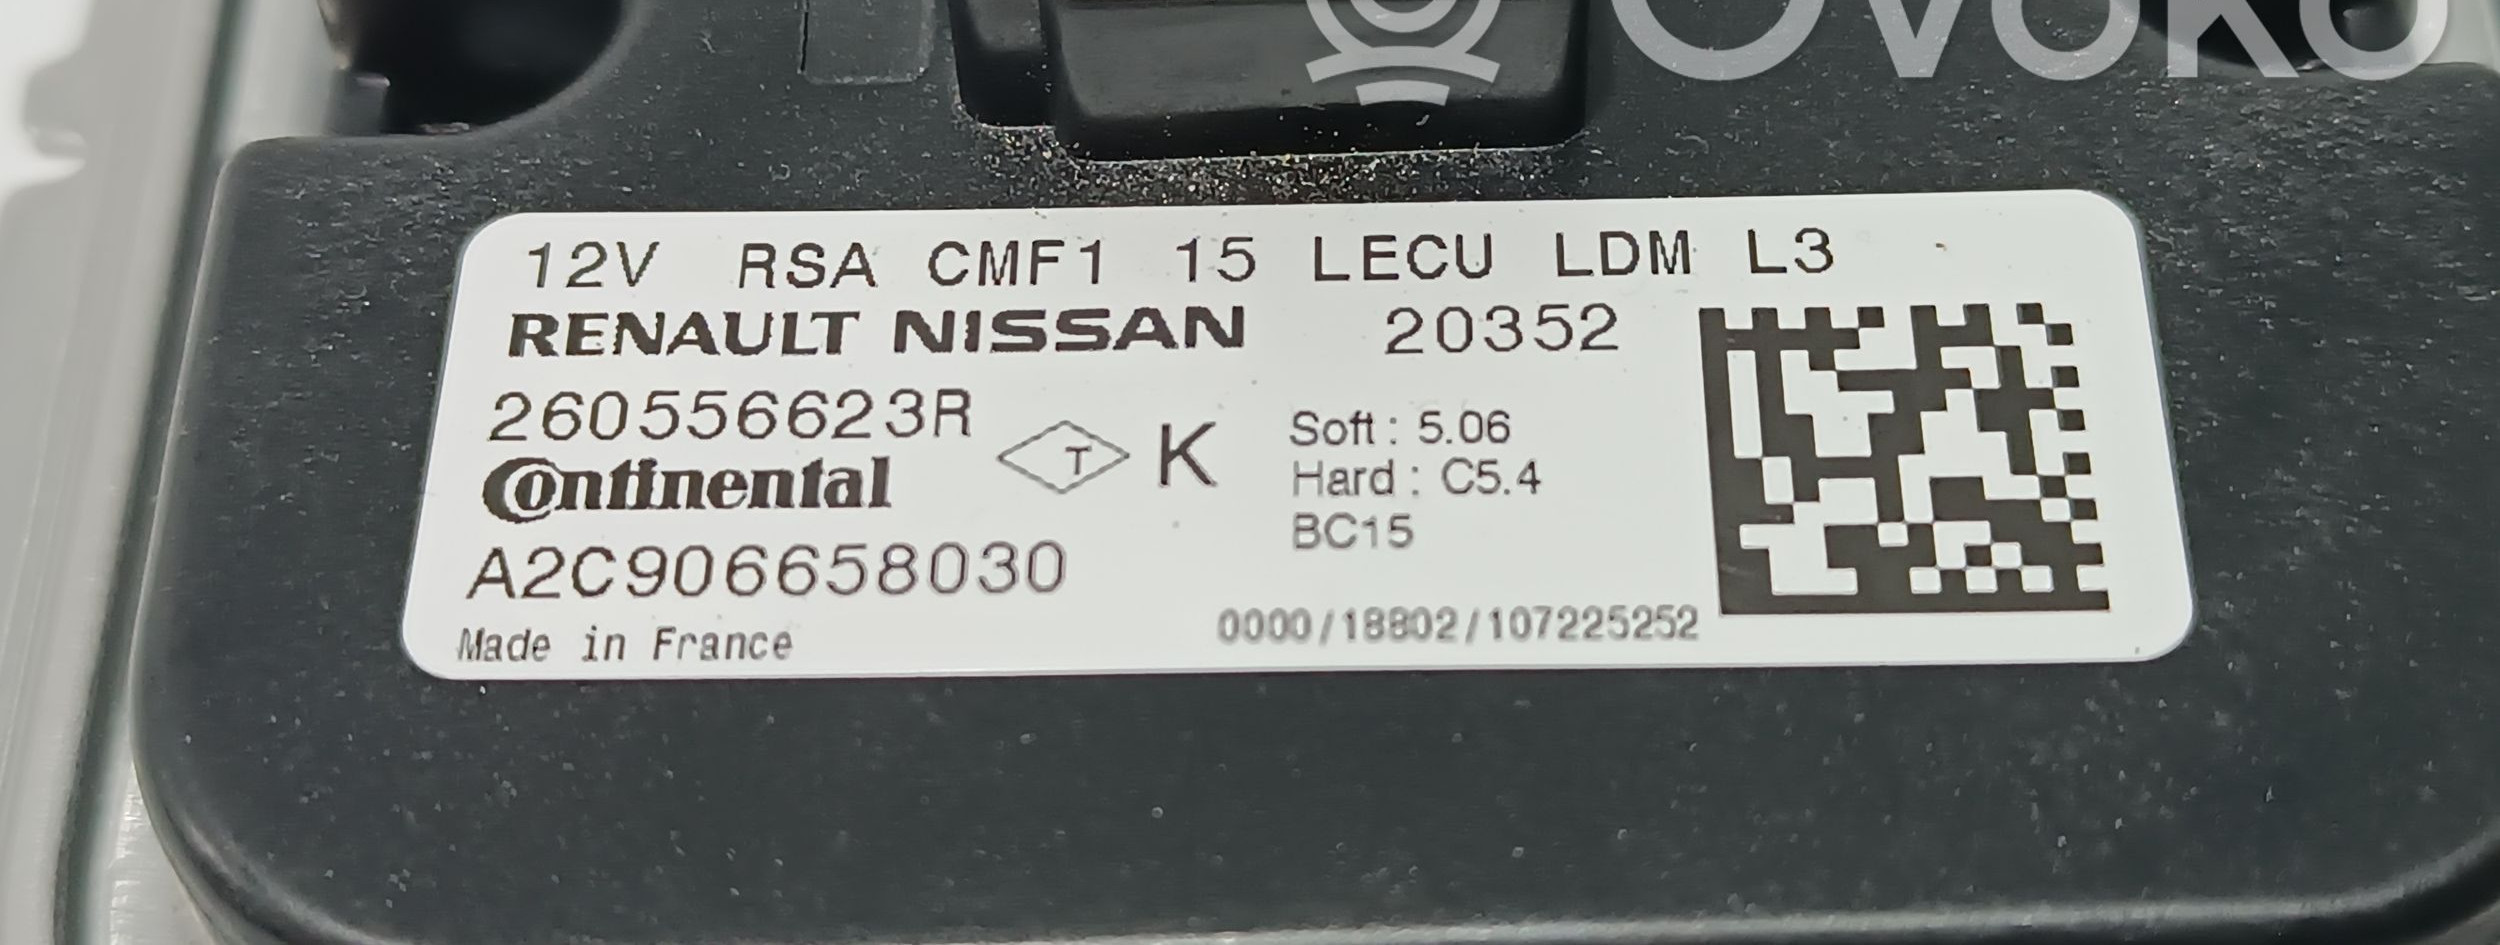 OVOKO
12V RSA CMF1 15 LECU LDM L3
RENAULT NISSAN 20352
260556623R
T K
Soft : 5.06
Continental
Hard : C5.4
BC15
A2C906658030
0000/18802/107225252
Made in France